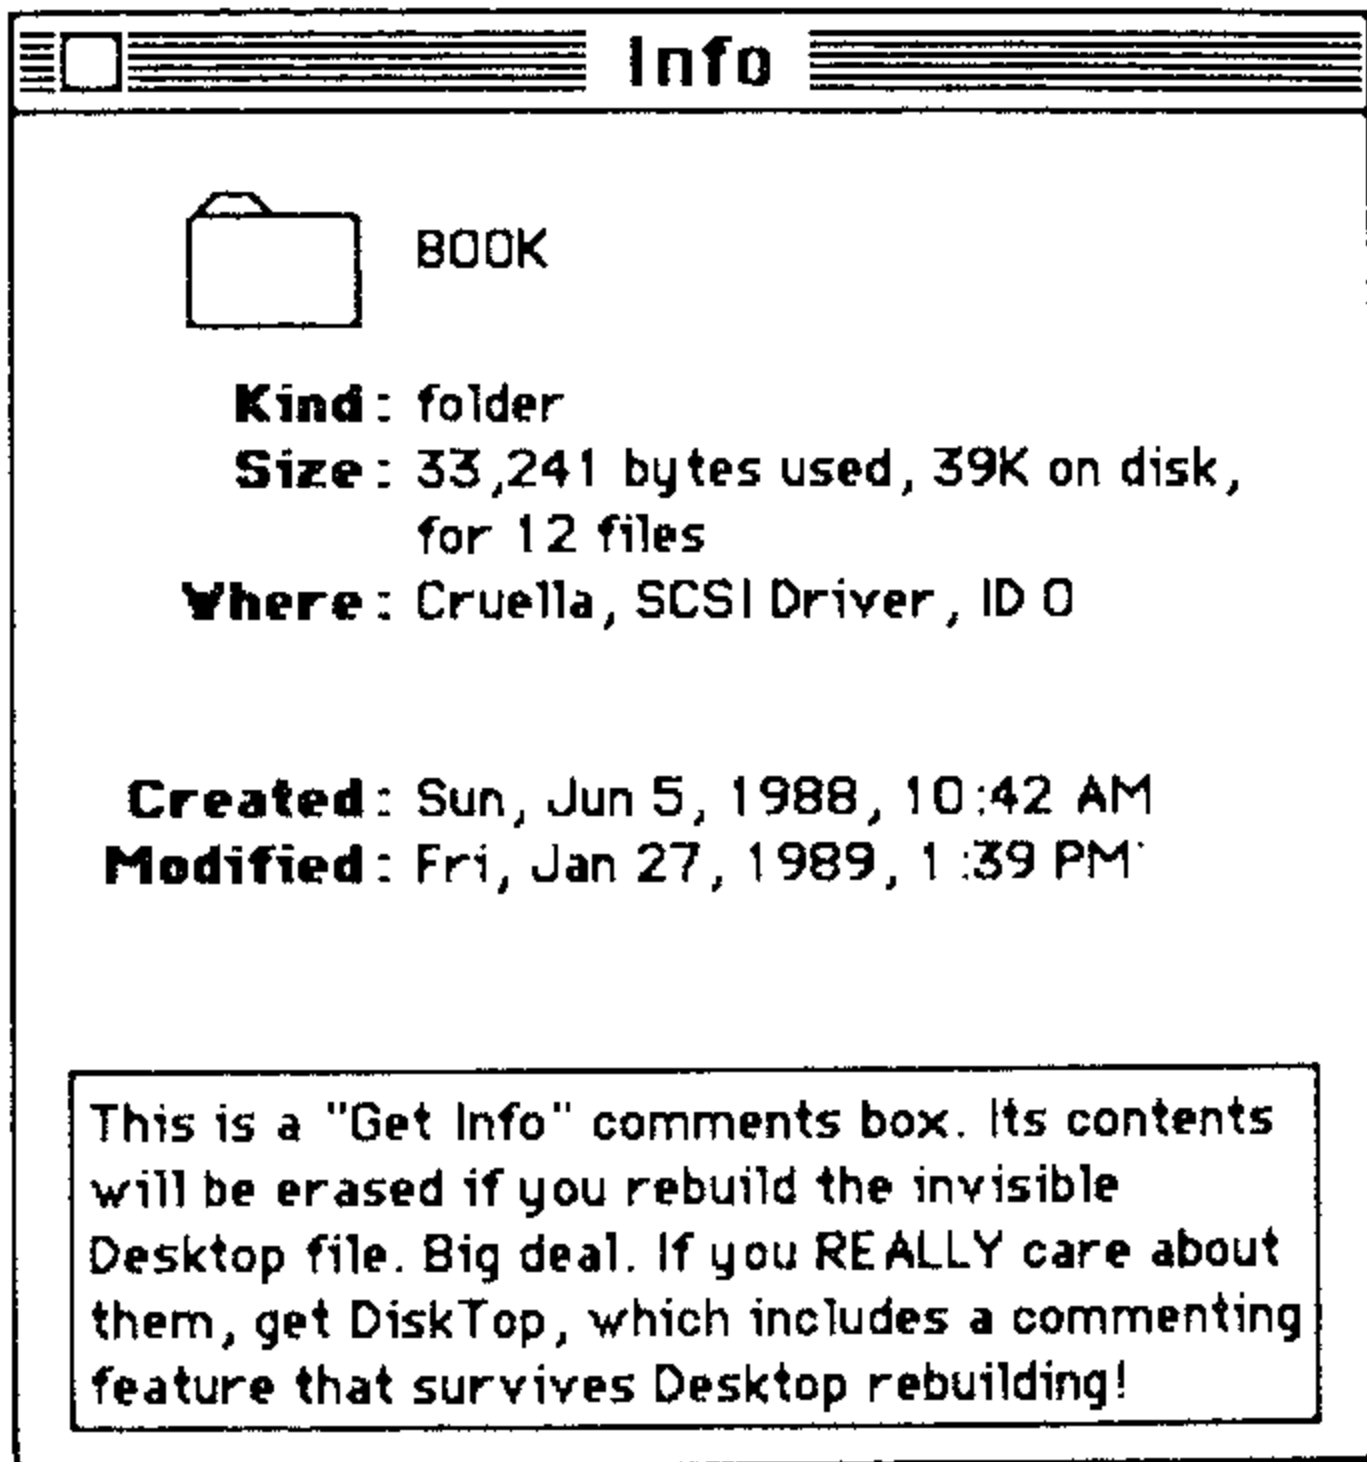 Info
BOOK
Kind: folder
Size: 33,241 bytes used, 39K on disk,
for 12 files
Where: Cruella, SCSI Driver, ID 0
Created: Sun, Jun 5, 1988, 10:42 AM
Modified: Fri, Jan 27, 1989, 1:39 PM
This is a "Get Info" comments box. Its contents
will be erased if you rebuild the invisible
Desktop file. Big deal. If you REALLY care about
them, get DiskTop, which includes a commenting
feature that survives Desktop rebuilding!